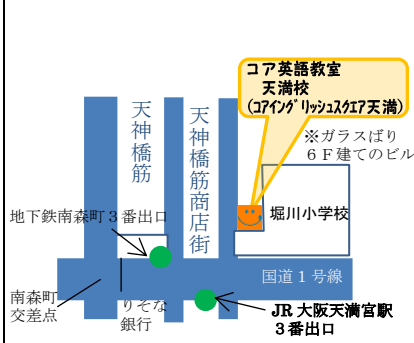 コア英語教室
天満校
(コアイングリッシュスクエア天満)
※ガラスばり
6F建てのビル
天神橋筋
天神橋筋商店街
堀川小学校
地下鉄南森町3番出口
国道1号線
南森町
交差点
りそな
銀行
JR大阪天満宮駅
3番出口